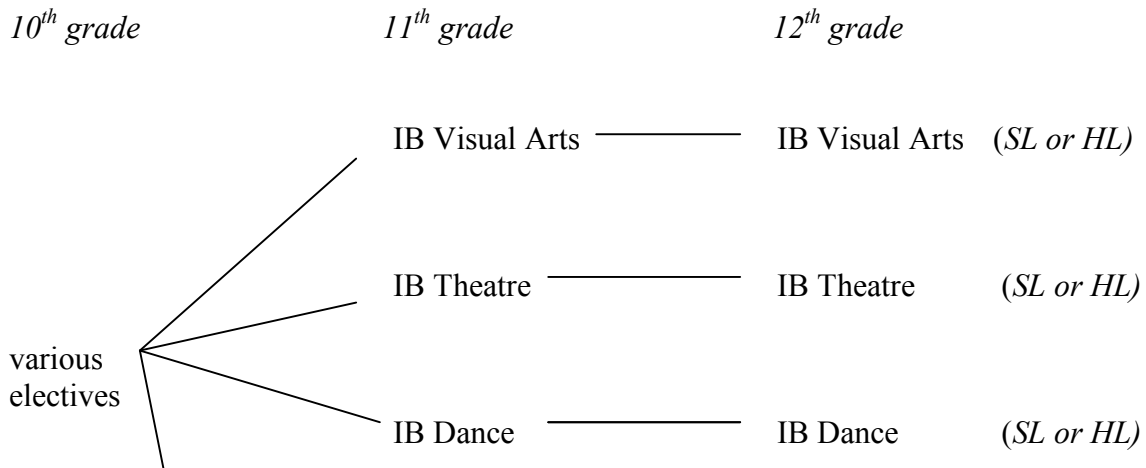 10th grade 11th grade 12th grade
IB Visual Arts IB Visual Arts (SL or HL)
IB Theatre IB Theatre (SL or HL)
various
electives
IB Dance IB Dance (SL or HL)